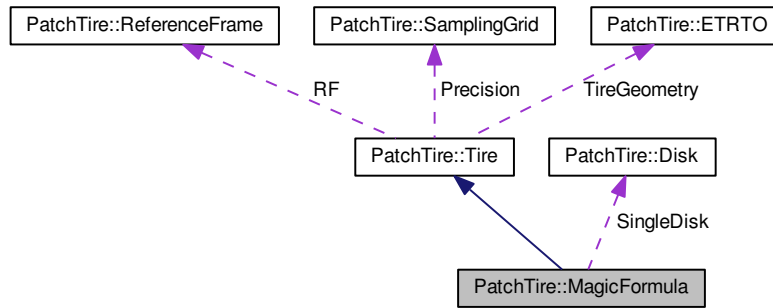 PatchTire::ReferenceFrame
PatchTire::SamplingGrid
PatchTire::ETRTO
RF
Precision
TireGeometry
PatchTire::Tire
PatchTire::Disk
SingleDisk
PatchTire::MagicFormula